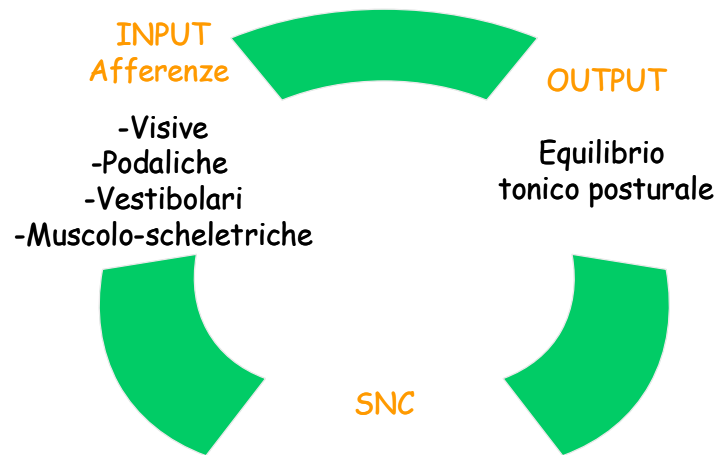 INPUT
Afferenze
-Visive
-Podaliche
-Vestibolari
-Muscolo-scheletriche
OUTPUT
Equilibrio
tonico posturale
SNC